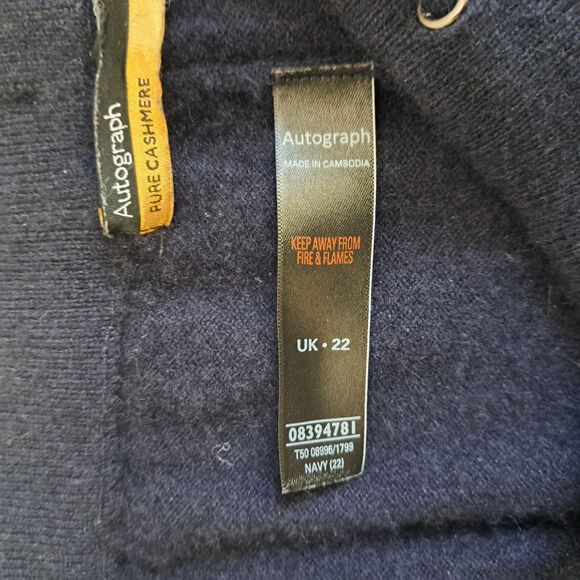 Autograph
PURE CASHMERE
Autograph
MADE IN CAMBODIA
KEEP AWAY FROM
FIRE & FLAMES
UK • 22
08394781
T50 08996/1799
NAVY (22)